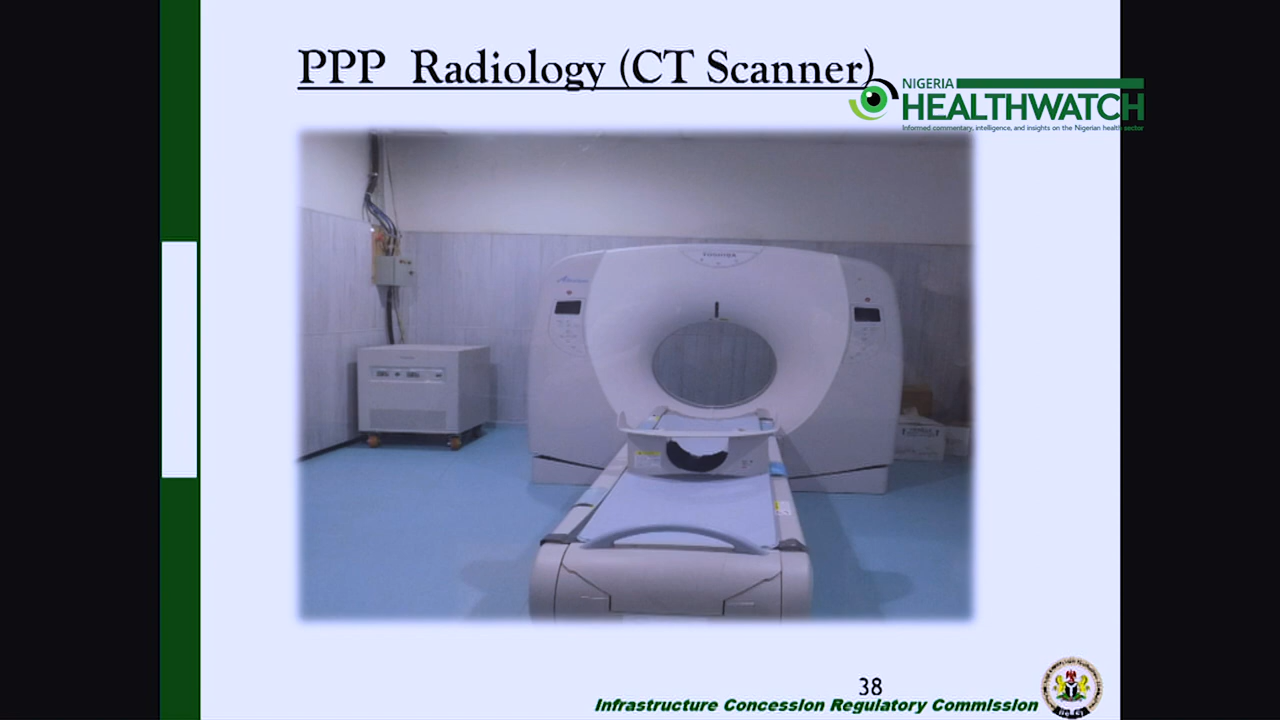 PPP Radiology (CT Scanner)
NIGERIA
HEALTHWATCH
Informed commentary, intelligence, and insights on the Nigerian health sector
TOSHIBA
38
Infrastructure Concession Regulatory Commission